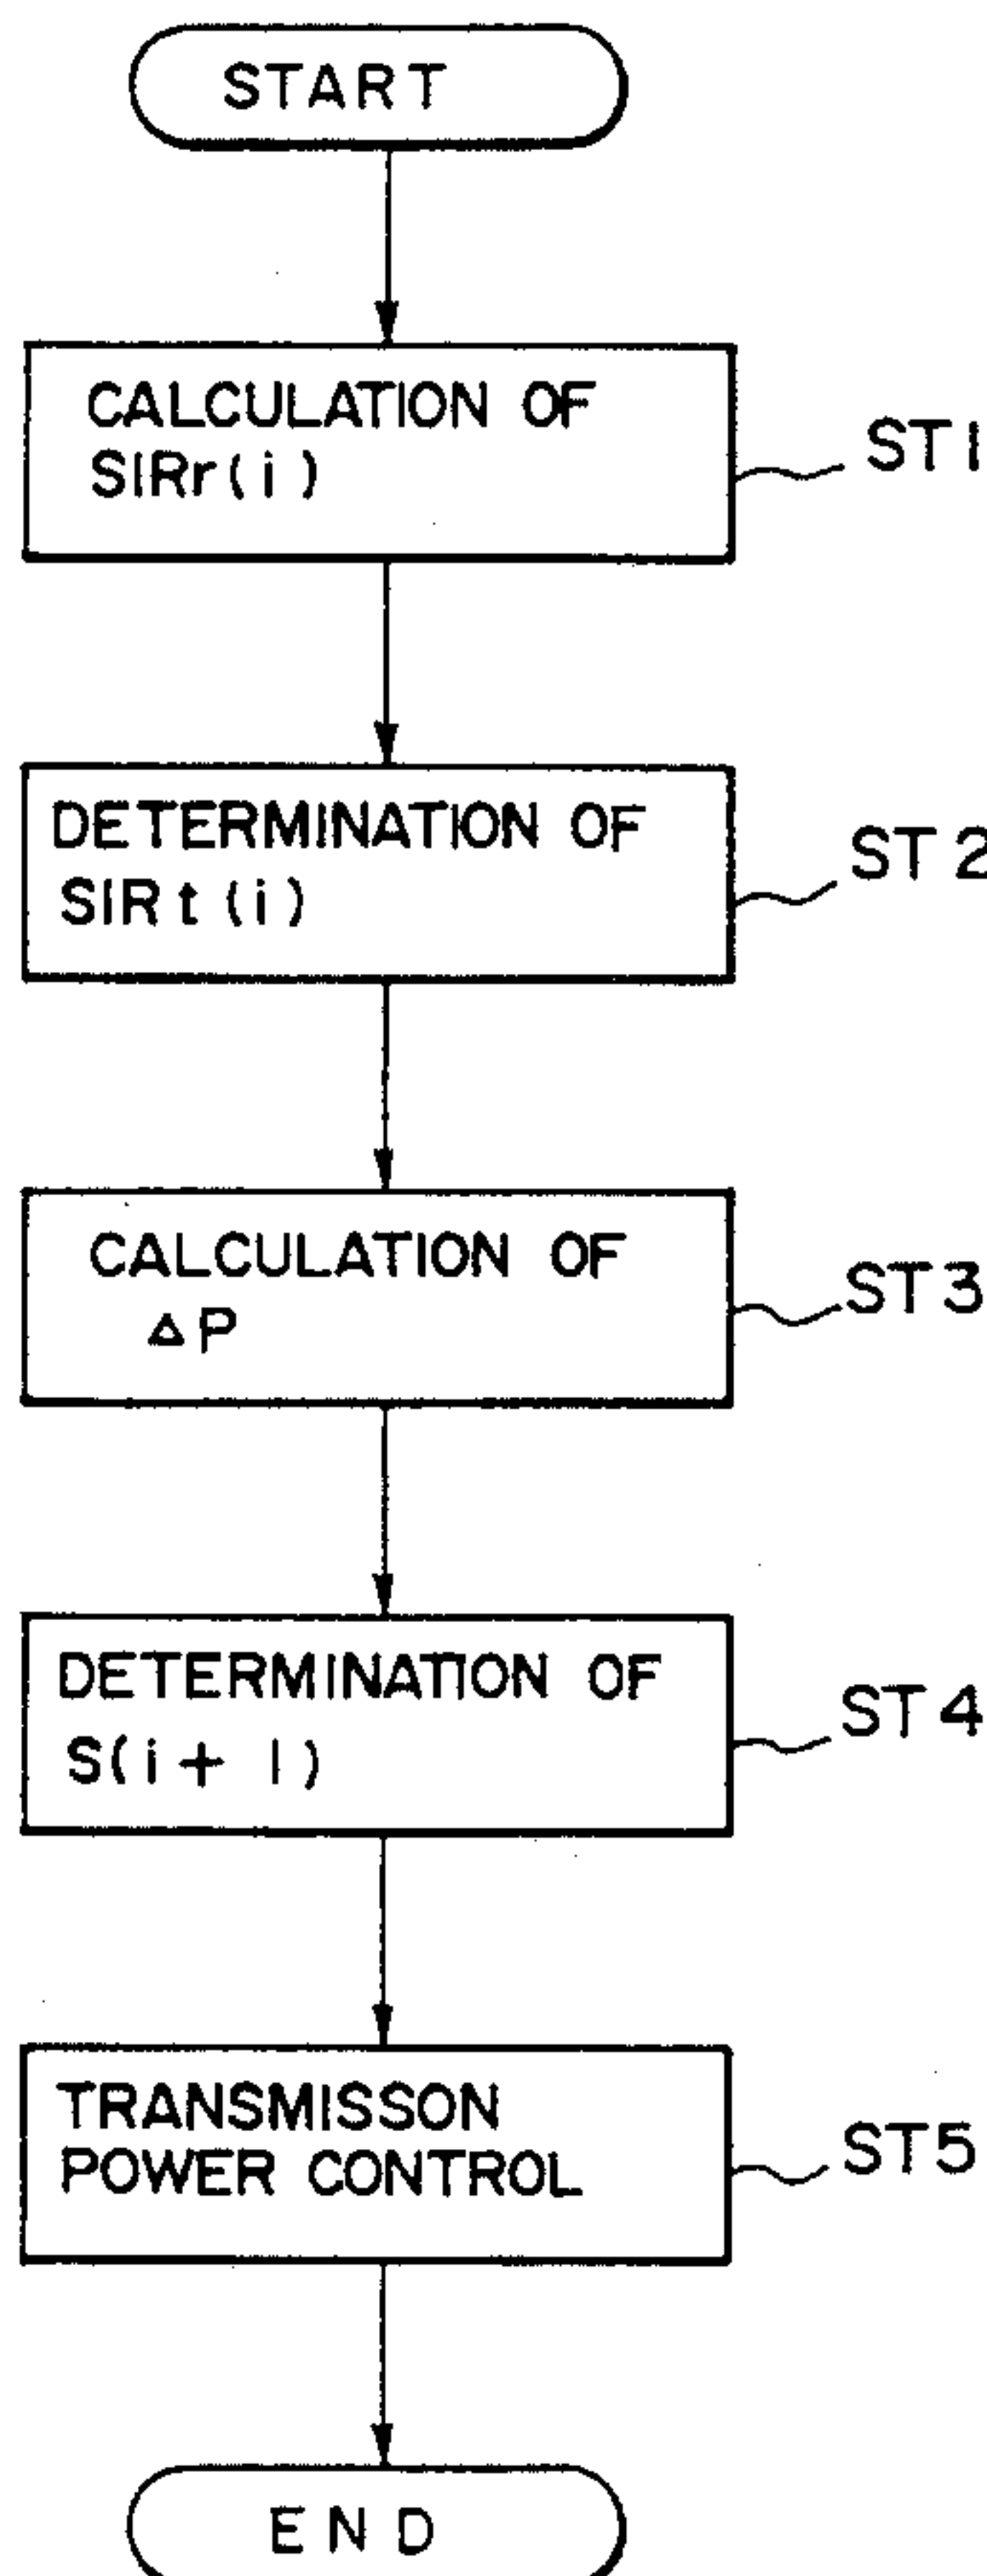 START
CALCULATION OF
SIRr(i)
ST1
DETERMINATION OF
SIRt(i)
ST2
CALCULATION OF
ΔP
ST3
DETERMINATION OF
S(i+1)
ST4
TRANSMISSON
POWER CONTROL
ST5
END